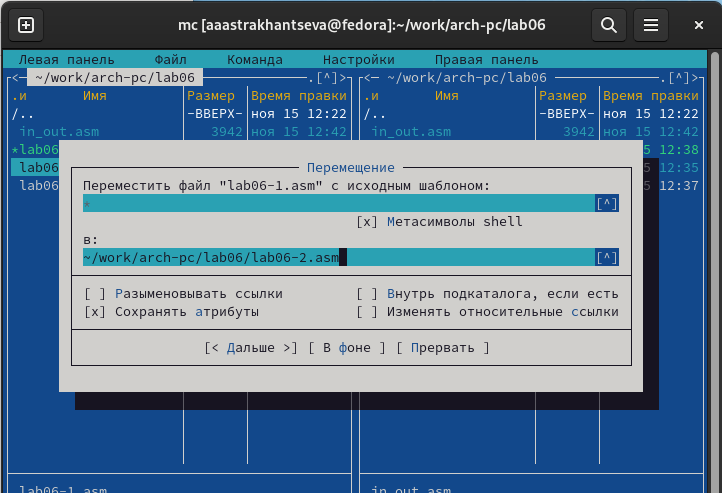 mc [aaastrakhantseva@fedora]:~/work/arch-pc/lab06
Левая панель Файл Команда Настройки Правая панель
<— ~/work/arch-pc/lab06 .[^]> <— ~/work/arch-pc/lab06 .[^]>
.и Имя Размер Время правки .и Имя Размер Время правки
/.. -ВВЕРХ- ноя 15 12:22 /.. -ВВЕРХ- ноя 15 12:22
in_out.asm 3942 ноя 15 12:42 in_out.asm 3942 ноя 15 12:42
*lab06 5 12:38
lab06 5 12:35
lab06 5 12:37
Перемещение
Переместить файл "lab06-1.asm" с исходным шаблоном:
* [^]
[x] Метасимволы shell
в:
~/work/arch-pc/lab06/lab06-2.asm [^]
[ ] Разыменовывать ссылки [ ] Внутрь подкаталога, если есть
[x] Сохранять атрибуты [ ] Изменять относительные ссылки
[< Дальше >] [ В фоне ] [ Прервать ]
lab06-1.asm in_out.asm